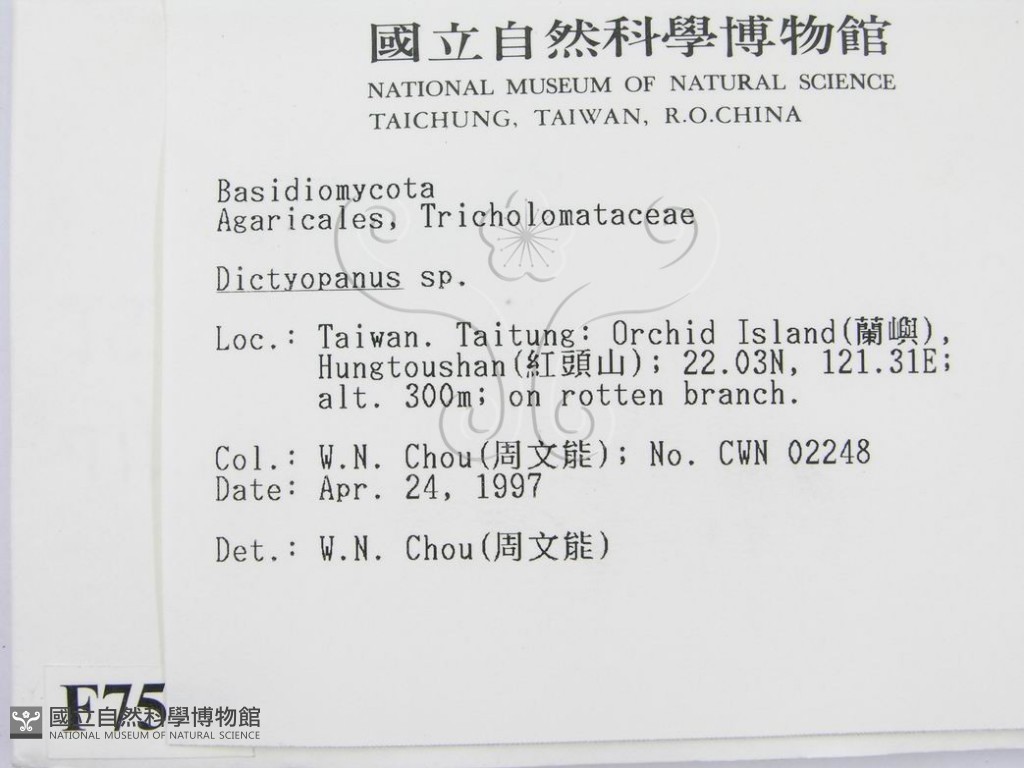 國立自然科學博物館
NATIONAL MUSEUM OF NATURAL SCIENCE
TAICHUNG, TAIWAN, R.O.CHINA
Basidiomycota
Agaricales, Tricholomataceae
Dictyopanus sp.
Loc.: Taiwan. Taitung: Orchid Island(蘭嶼),
Hungtoushan(紅頭山); 22.03N, 121.31E;
alt. 300m; on rotten branch.
Col.: W.N. Chou(周文能); No. CWN 02248
Date: Apr. 24, 1997
Det.: W.N. Chou(周文能)
F75
國立自然科學博物館
NATIONAL MUSEUM OF NATURAL SCIENCE